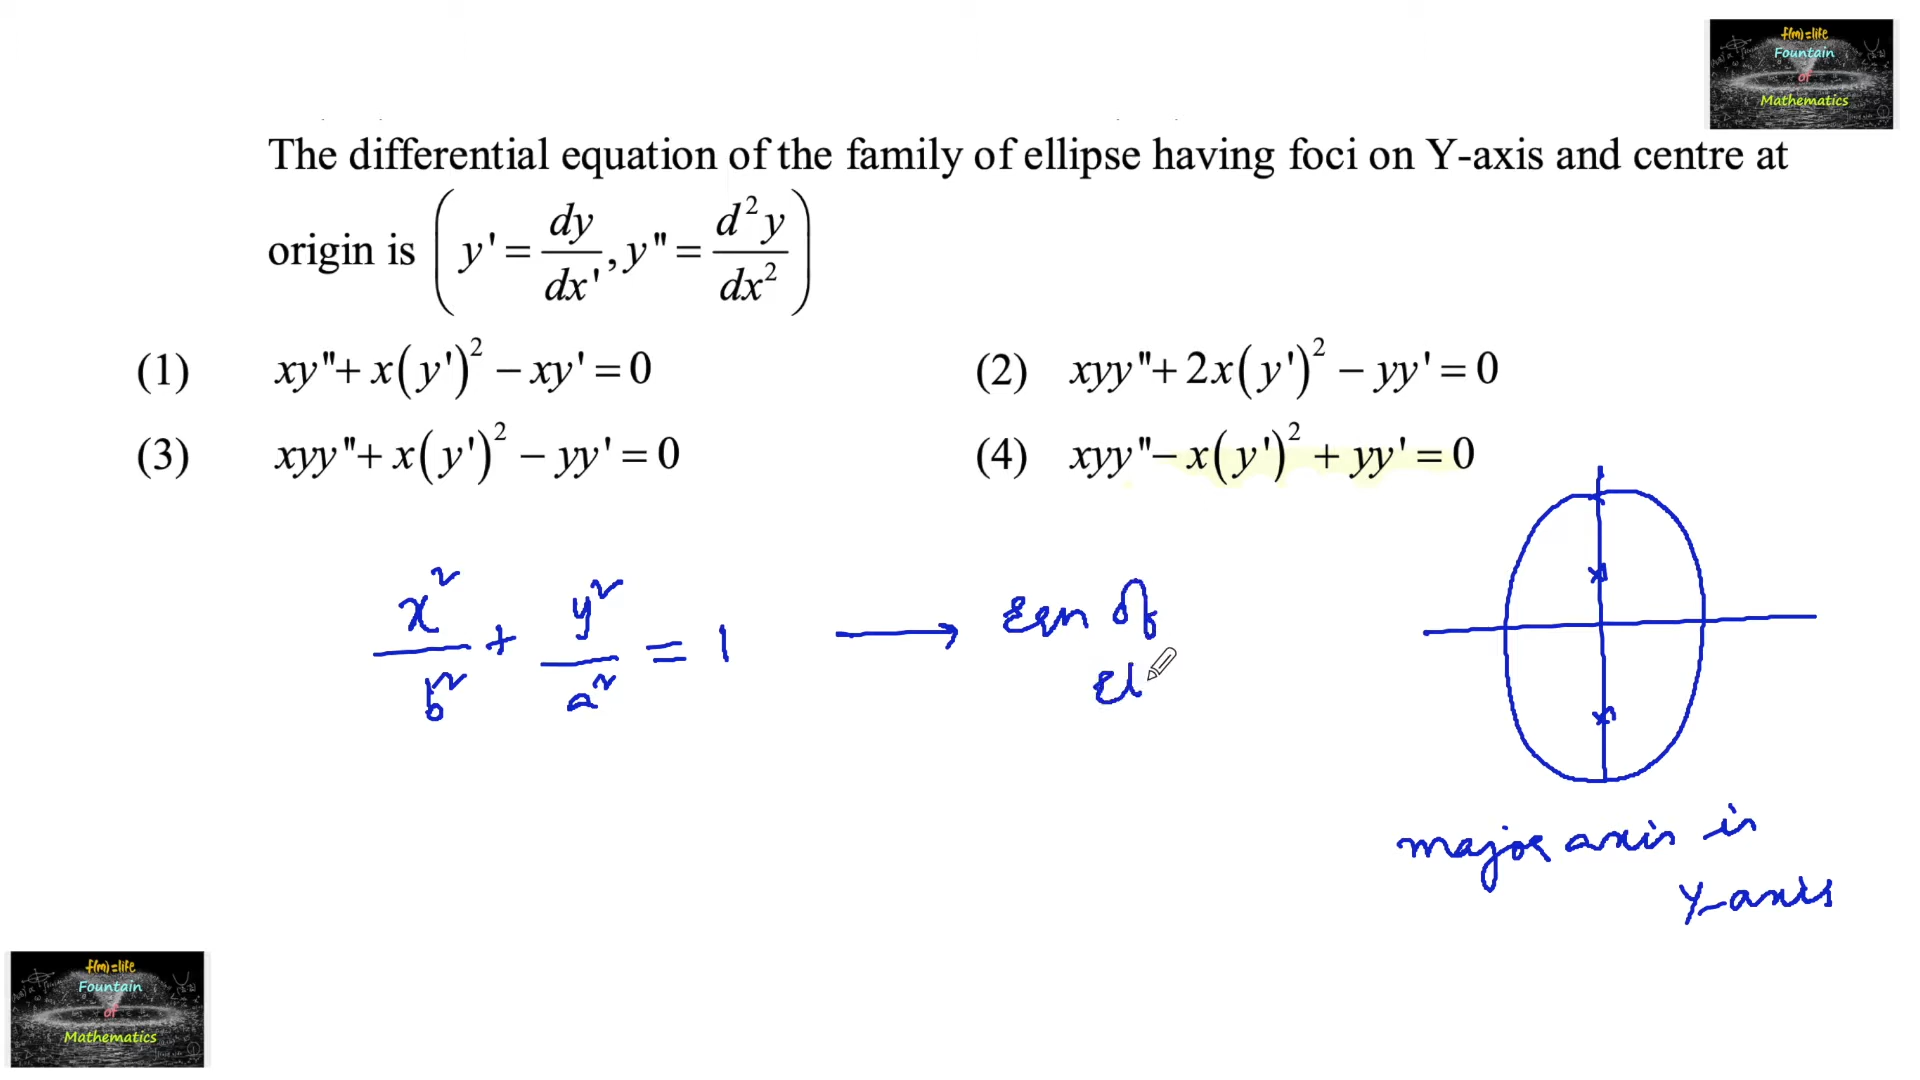 f(m)=life
Fountain
of
Mathematics
The differential equation of the family of ellipse having foci on Y-axis and centre at
origin is ( y' = dy/dx' , y" = d²y/dx² )
(1) xy"+ x(y')² − xy' = 0 (2) xyy"+ 2x(y')² − yy' = 0
(3) xyy"+ x(y')² − yy' = 0 (4) xyy"− x(y')² + yy' = 0
x²/b² + y²/a² = 1 ⟶ Eqn of
El
major axis is
Y-axis
f(m)=life
Fountain
of
Mathematics